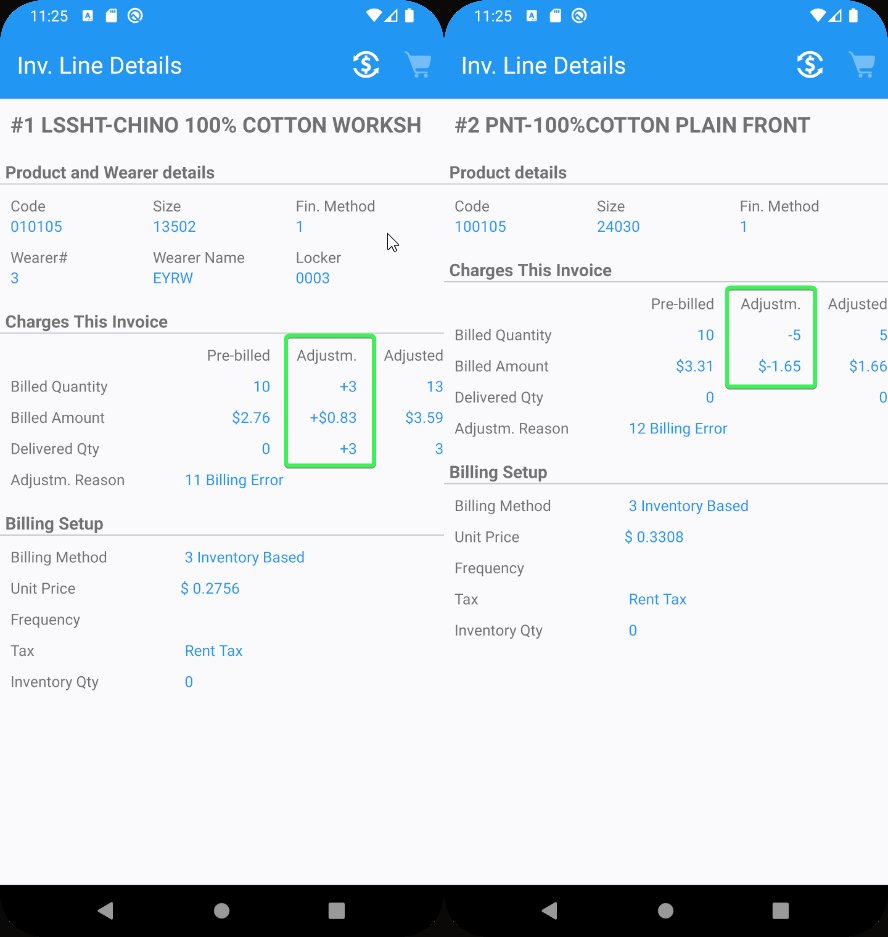 11:25
Inv. Line Details
#1 LSSHT-CHINO 100% COTTON WORKSH
Product and Wearer details
Code Size Fin. Method
010105 13502 1
Wearer# Wearer Name Locker
3 EYRW 0003
Charges This Invoice
Pre-billed Adjustm. Adjusted
Billed Quantity 10 +3 13
Billed Amount $2.76 +$0.83 $3.59
Delivered Qty 0 +3 3
Adjustm. Reason 11 Billing Error
Billing Setup
Billing Method 3 Inventory Based
Unit Price $ 0.2756
Frequency
Tax Rent Tax
Inventory Qty 0
11:25
Inv. Line Details
#2 PNT-100%COTTON PLAIN FRONT
Product details
Code Size Fin. Method
100105 24030 1
Charges This Invoice
Pre-billed Adjustm. Adjusted
Billed Quantity 10 -5 5
Billed Amount $3.31 $-1.65 $1.66
Delivered Qty 0 0
Adjustm. Reason 12 Billing Error
Billing Setup
Billing Method 3 Inventory Based
Unit Price $ 0.3308
Frequency
Tax Rent Tax
Inventory Qty 0